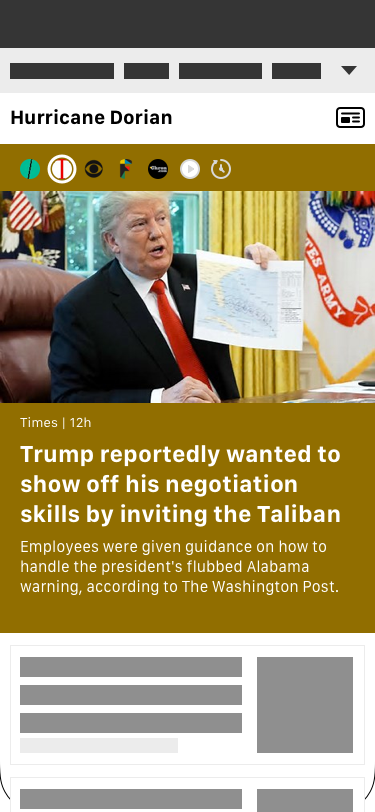 Hurricane Dorian
Times | 12h
Trump reportedly wanted to
show off his negotiation
skills by inviting the Taliban
Employees were given guidance on how to
handle the president's flubbed Alabama
warning, according to The Washington Post.